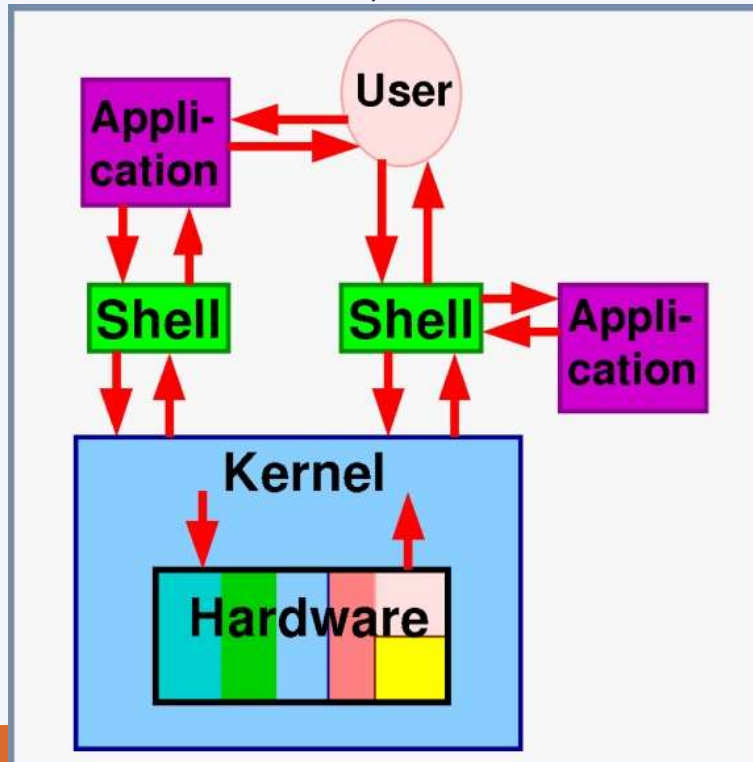 User
Appli-
cation
Shell
Shell
Appli-
cation
Kernel
Hardware